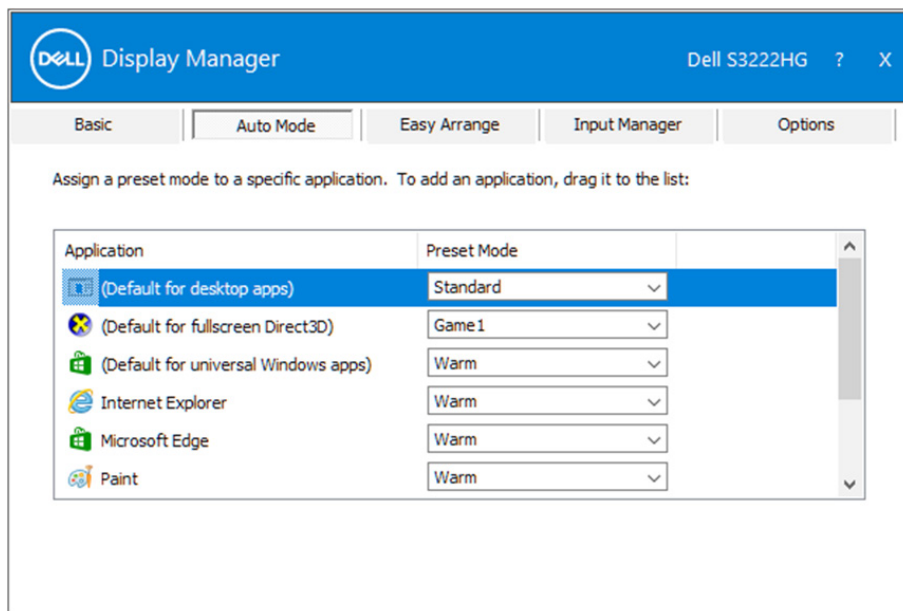 DELL Display Manager Dell S3222HG ? X
Basic Auto Mode Easy Arrange Input Manager Options
Assign a preset mode to a specific application. To add an application, drag it to the list:
Application Preset Mode
(Default for desktop apps) Standard
(Default for fullscreen Direct3D) Game1
(Default for universal Windows apps) Warm
Internet Explorer Warm
Microsoft Edge Warm
Paint Warm